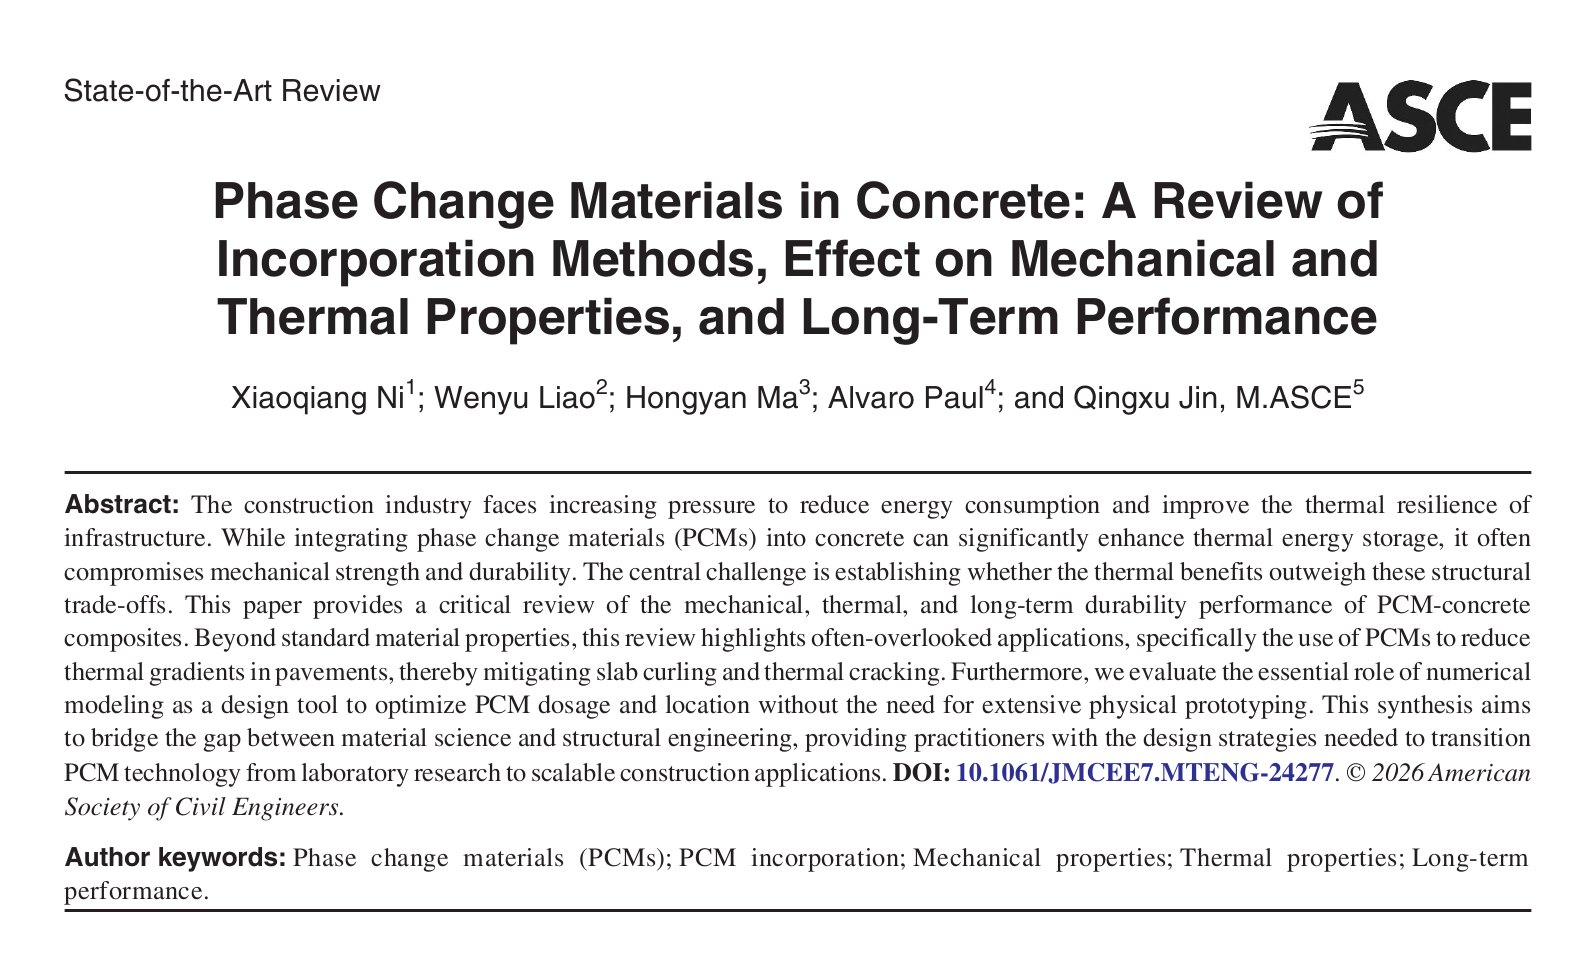 State-of-the-Art Review
ASCE
Phase Change Materials in Concrete: A Review of
Incorporation Methods, Effect on Mechanical and
Thermal Properties, and Long-Term Performance
Xiaoqiang Ni1; Wenyu Liao2; Hongyan Ma3; Alvaro Paul4; and Qingxu Jin, M.ASCE5
Abstract: The construction industry faces increasing pressure to reduce energy consumption and improve the thermal resilience of
infrastructure. While integrating phase change materials (PCMs) into concrete can significantly enhance thermal energy storage, it often
compromises mechanical strength and durability. The central challenge is establishing whether the thermal benefits outweigh these structural
trade-offs. This paper provides a critical review of the mechanical, thermal, and long-term durability performance of PCM-concrete
composites. Beyond standard material properties, this review highlights often-overlooked applications, specifically the use of PCMs to reduce
thermal gradients in pavements, thereby mitigating slab curling and thermal cracking. Furthermore, we evaluate the essential role of numerical
modeling as a design tool to optimize PCM dosage and location without the need for extensive physical prototyping. This synthesis aims
to bridge the gap between material science and structural engineering, providing practitioners with the design strategies needed to transition
PCM technology from laboratory research to scalable construction applications. DOI: 10.1061/JMCEE7.MTENG-24277. © 2026 American
Society of Civil Engineers.
Author keywords: Phase change materials (PCMs); PCM incorporation; Mechanical properties; Thermal properties; Long-term
performance.